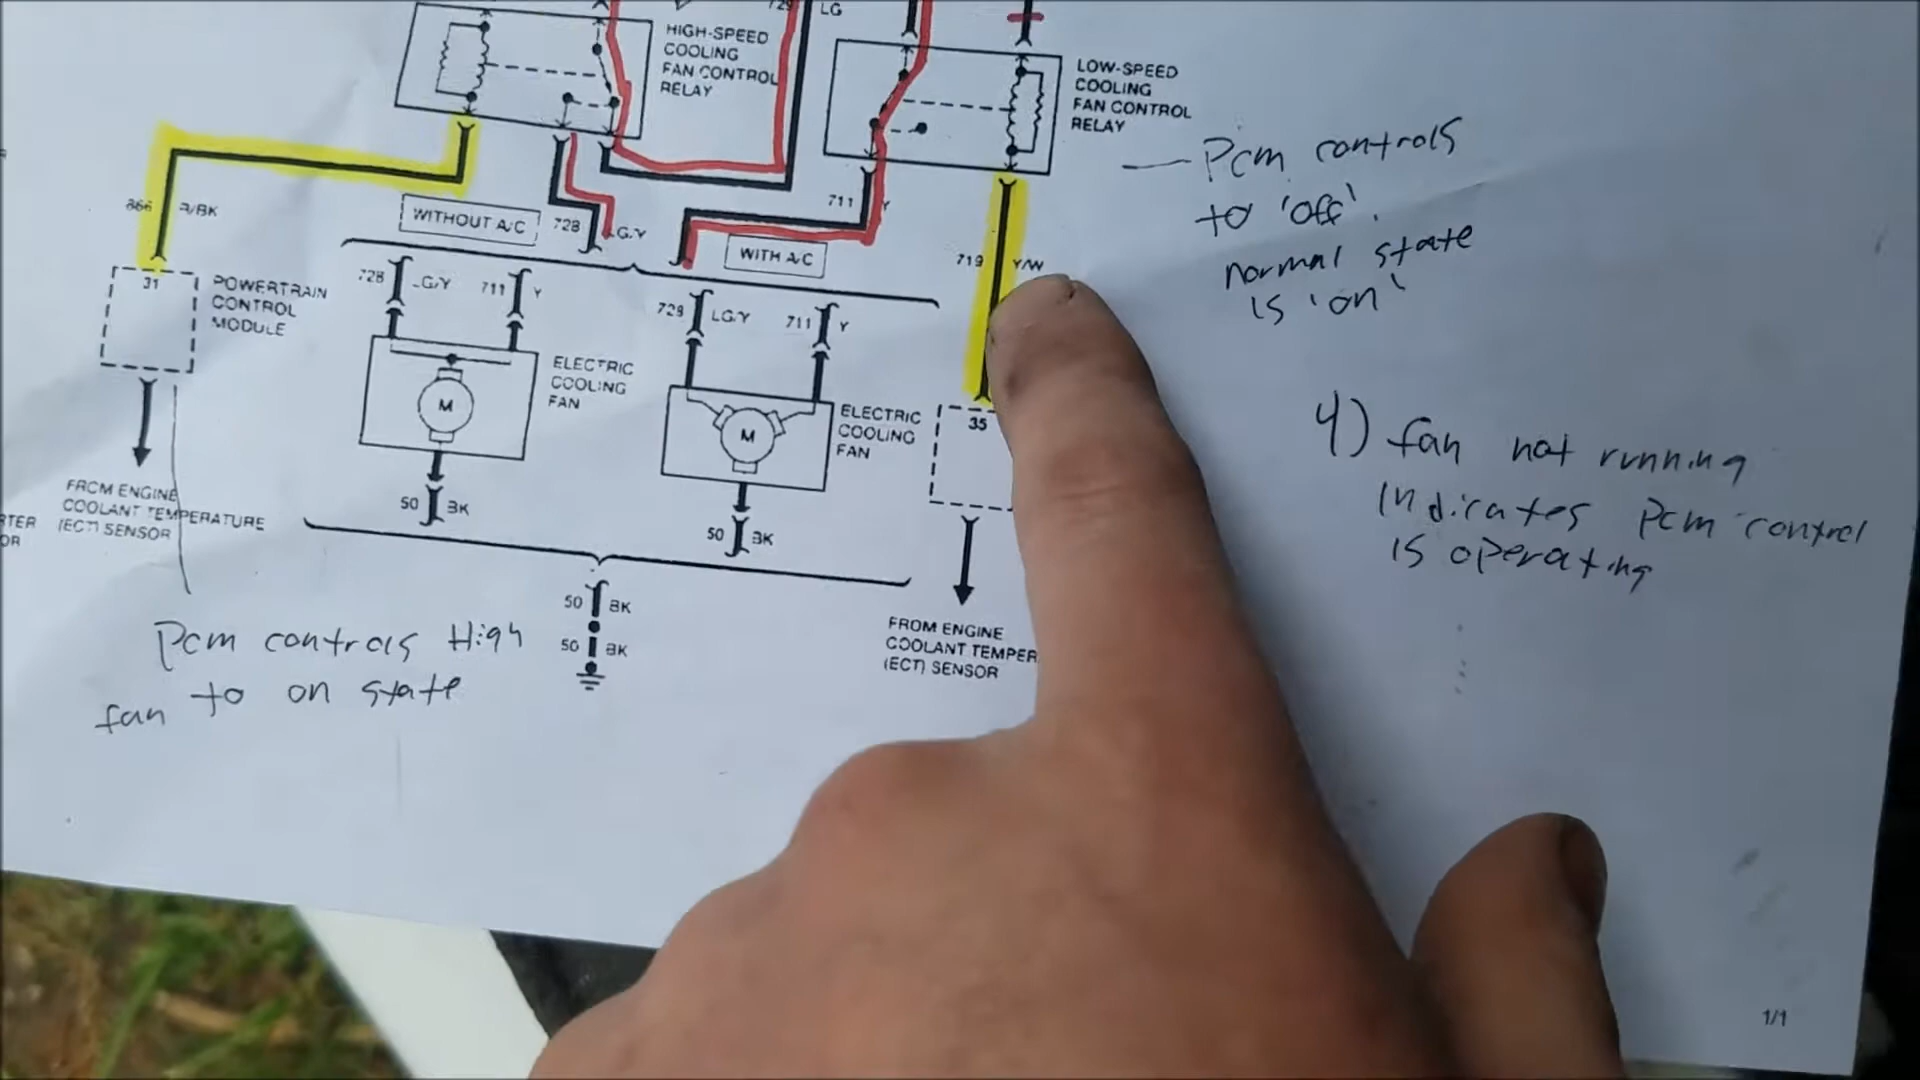 729
LG
HIGH-SPEED
COOLING
FAN CONTROL
RELAY
LOW-SPEED
COOLING
FAN CONTROL
RELAY
Pcm controls
to 'off'.
normal state
is 'on'
866
WITHOUT A/C
728
LG/Y
711
Y
WITH A/C
719
Y/W
31
POWERTRAIN
CONTROL
MODULE
728
LG/Y
711
Y
729
LG/Y
711
Y
ELECTRIC
COOLING
FAN
M
ELECTRIC
COOLING
FAN
M
35
4) fan not running
indicates Pcm control
is operating
50
BK
50
BK
FROM ENGINE
COOLANT TEMPERATURE
(ECT) SENSOR
RTER
OR
50
BK
50
BK
FROM ENGINE
COOLANT TEMPER
(ECT) SENSOR
Pcm controls High
fan to on state
1/1